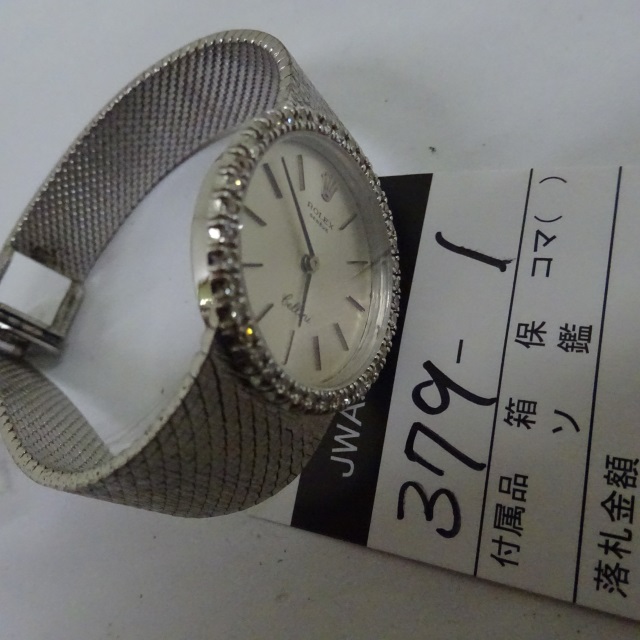 ROLEX
Cellini
JWA
379-1
付属品 箱 保 コマ( )
ソ 鑑
落札金額